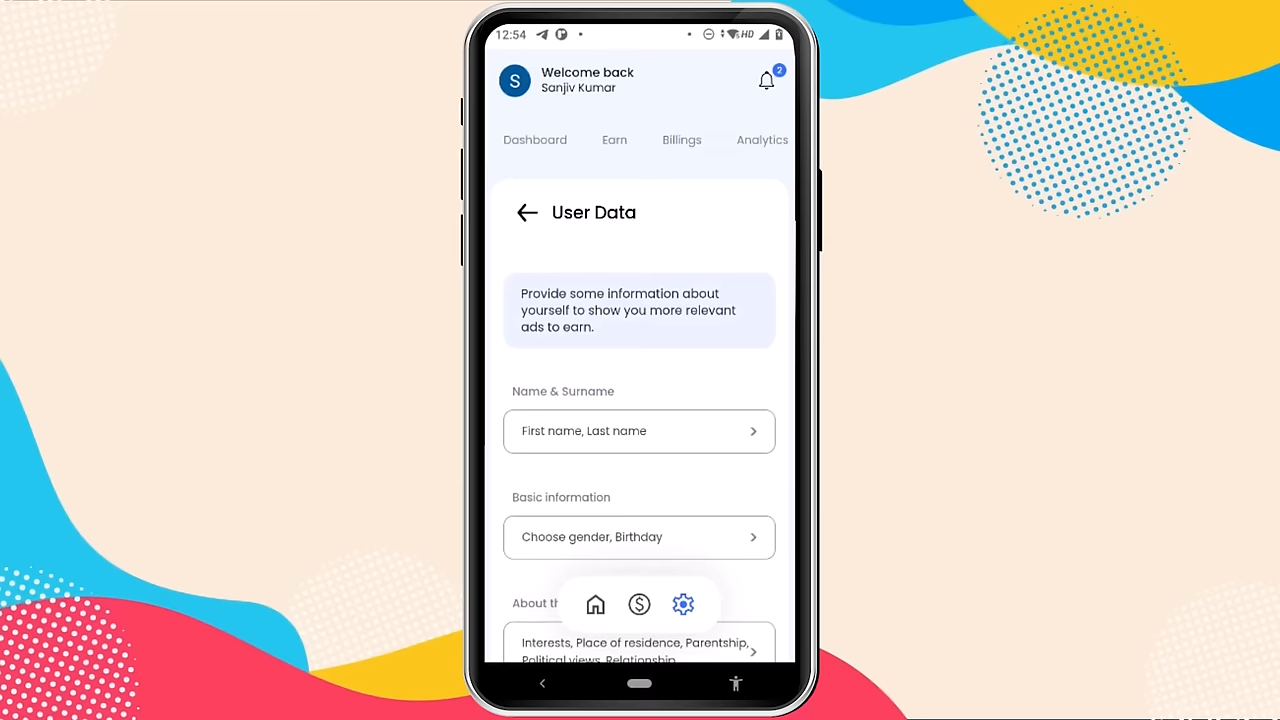 12:54
HD
S
Welcome back
Sanjiv Kumar
2
Dashboard Earn Billings Analytics
User Data
Provide some information about
yourself to show you more relevant
ads to earn.
Name & Surname
First name, Last name
Basic information
Choose gender, Birthday
About th
Interests, Place of residence, Parentship,
Political views, Relationship